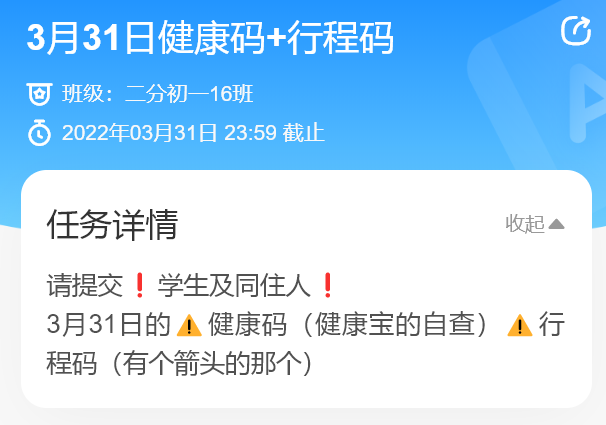 3月31日健康码+行程码
班级：二分初一16班
2022年03月31日 23:59 截止
任务详情
收起
请提交❗学生及同住人❗
3月31日的⚠️健康码（健康宝的自查）⚠️行
程码（有个箭头的那个）